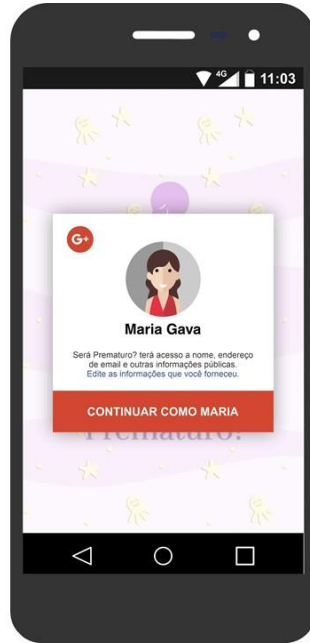 4G 11:03
G+
Maria Gava
Será Prematuro? terá acesso a nome, endereço
de email e outras informações públicas.
Edite as informações que você forneceu.
CONTINUAR COMO MARIA
Prematuro?